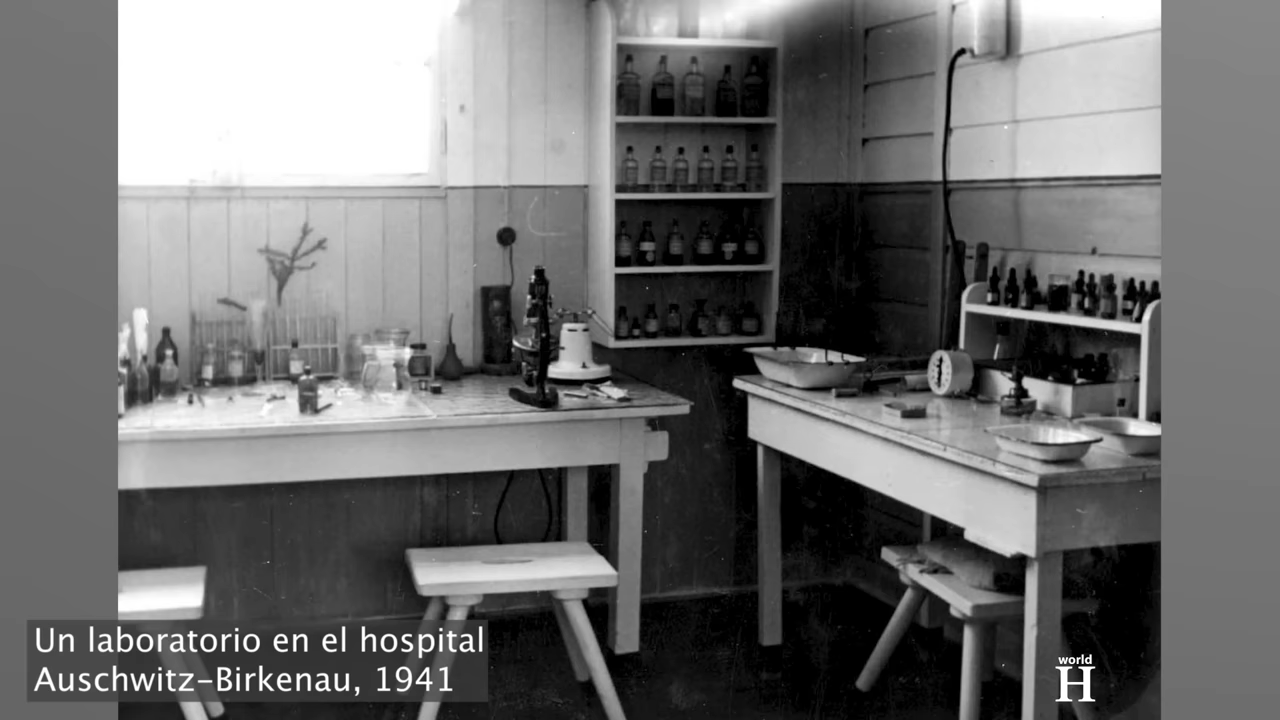 Un laboratorio en el hospital
Auschwitz-Birkenau, 1941
world
H